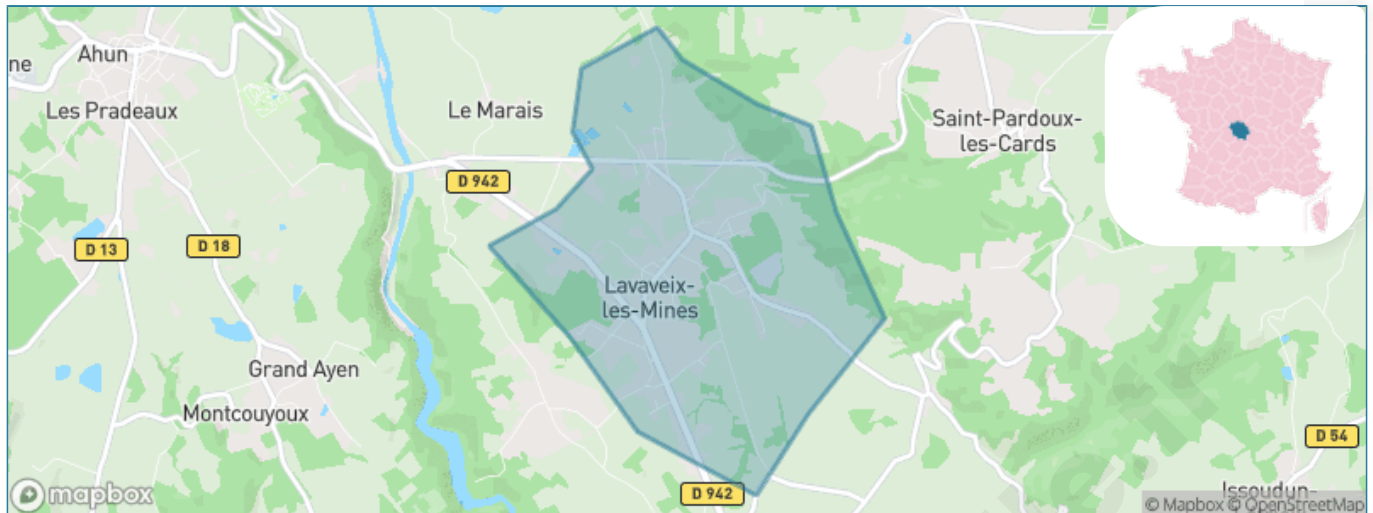 Ahun
ne
Les Pradeaux
Le Marais
Saint-Pardoux-
les-Cards
D 942
D 13
D 18
Lavaveix-
les-Mines
Grand Ayen
Montcouyoux
D 54
D 942
Issoudun-
mapbox
© Mapbox © OpenStreetMap